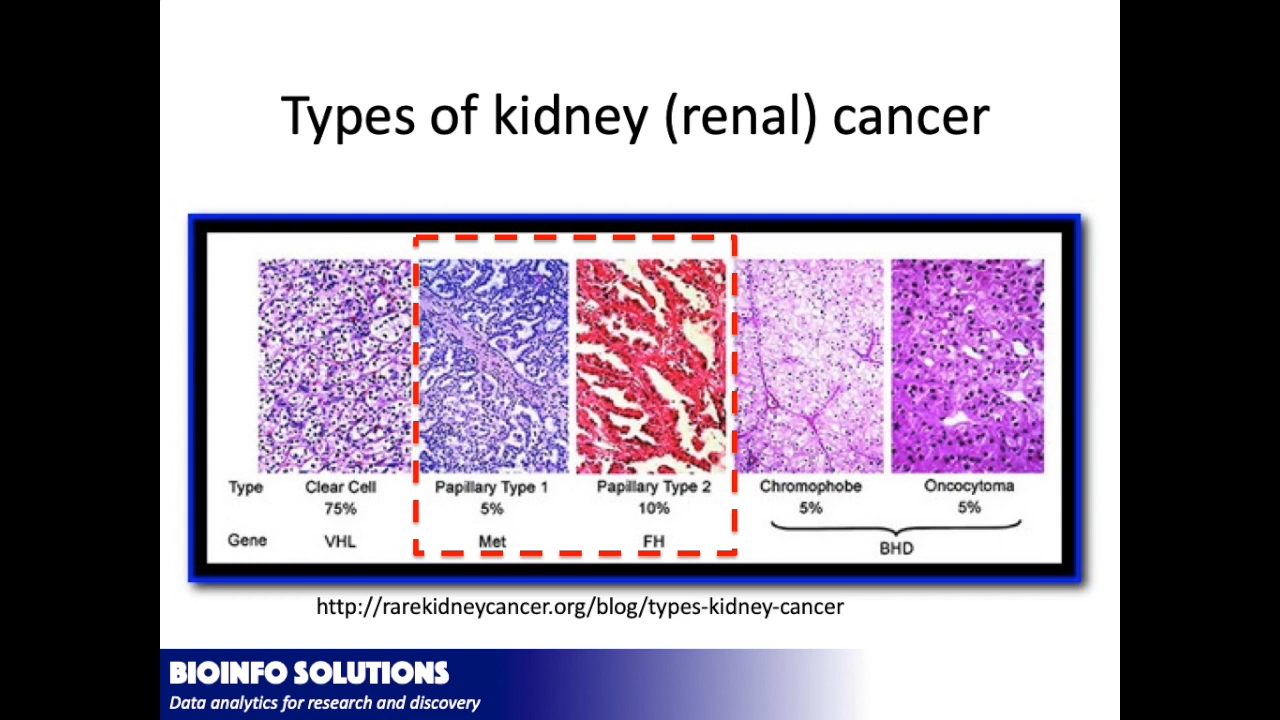 Types of kidney (renal) cancer
Type Clear Cell Papillary Type 1 Papillary Type 2 Chromophobe Oncocytoma
75% 5% 10% 5% 5%
Gene VHL Met FH BHD
http://rarekidneycancer.org/blog/types-kidney-cancer
BIOINFO SOLUTIONS
Data analytics for research and discovery